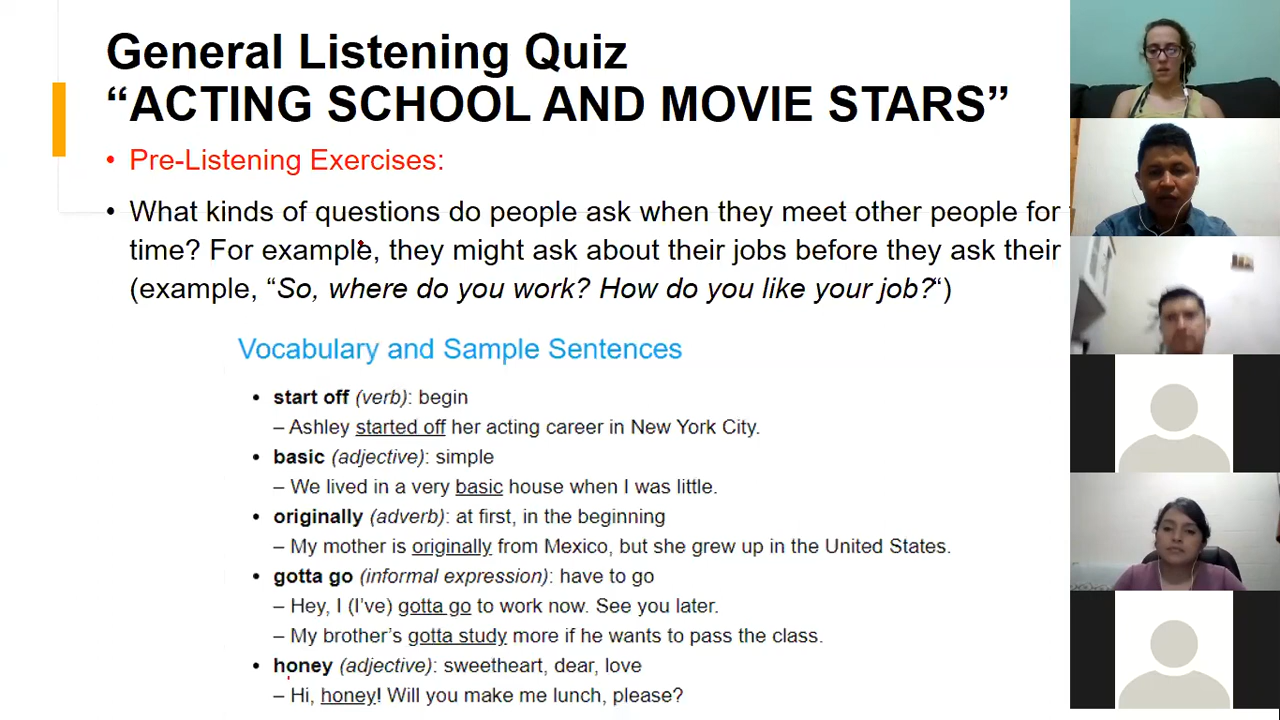 General Listening Quiz
“ACTING SCHOOL AND MOVIE STARS”
• Pre-Listening Exercises:
• What kinds of questions do people ask when they meet other people for
time? For example, they might ask about their jobs before they ask their
(example, “So, where do you work? How do you like your job?“)
Vocabulary and Sample Sentences
• start off (verb): begin
– Ashley started off her acting career in New York City.
• basic (adjective): simple
– We lived in a very basic house when I was little.
• originally (adverb): at first, in the beginning
– My mother is originally from Mexico, but she grew up in the United States.
• gotta go (informal expression): have to go
– Hey, I (I’ve) gotta go to work now. See you later.
– My brother’s gotta study more if he wants to pass the class.
• honey (adjective): sweetheart, dear, love
– Hi, honey! Will you make me lunch, please?